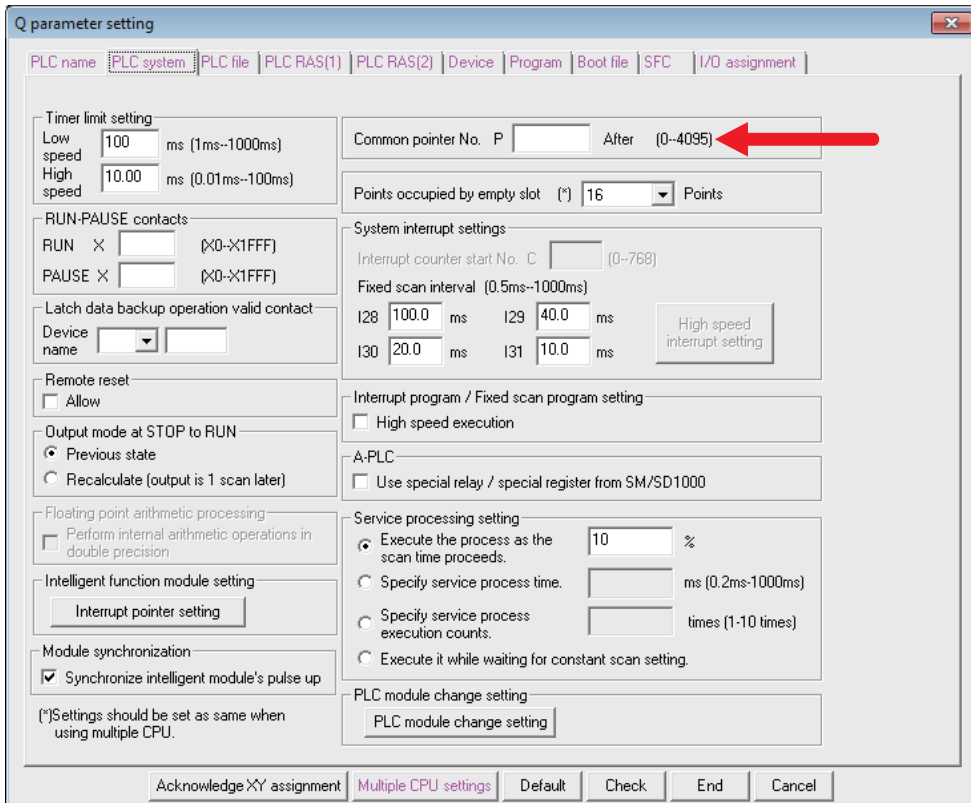 Q parameter setting
PLC name PLC system PLC file PLC RAS(1) PLC RAS(2) Device Program Boot file SFC I/O assignment
Timer limit setting
Low speed 100 ms (1ms--1000ms)
High speed 10.00 ms (0.01ms--100ms)
RUN-PAUSE contacts
RUN X (X0--X1FFF)
PAUSE X (X0--X1FFF)
Latch data backup operation valid contact
Device name
Remote reset
Allow
Output mode at STOP to RUN
Previous state
Recalculate (output is 1 scan later)
Floating point arithmetic processing
Perform internal arithmetic operations in
double precision
Intelligent function module setting
Interrupt pointer setting
Module synchronization
Synchronize intelligent module's pulse up
(*)Settings should be set as same when
using multiple CPU.
Common pointer No. P After (0--4095)
Points occupied by empty slot (*) 16 Points
System interrupt settings
Interrupt counter start No. C (0--768)
Fixed scan interval (0.5ms--1000ms)
I28 100.0 ms I29 40.0 ms
I30 20.0 ms I31 10.0 ms
High speed
interrupt setting
Interrupt program / Fixed scan program setting
High speed execution
A-PLC
Use special relay / special register from SM/SD1000
Service processing setting
Execute the process as the
scan time proceeds. 10 %
Specify service process time. ms (0.2ms-1000ms)
Specify service process
execution counts. times (1-10 times)
Execute it while waiting for constant scan setting.
PLC module change setting
PLC module change setting
Acknowledge XY assignment Multiple CPU settings Default Check End Cancel